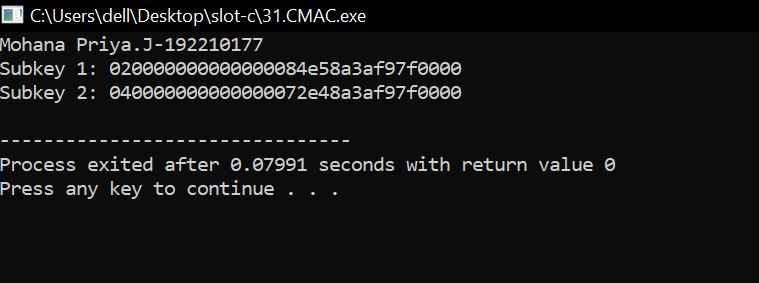 C:\Users\dell\Desktop\slot-c\31.CMAC.exe
Mohana Priya.J-192210177
Subkey 1: 020000000000000084e58a3af97f0000
Subkey 2: 040000000000000072e48a3af97f0000
--------------------------------
Process exited after 0.07991 seconds with return value 0
Press any key to continue . . .